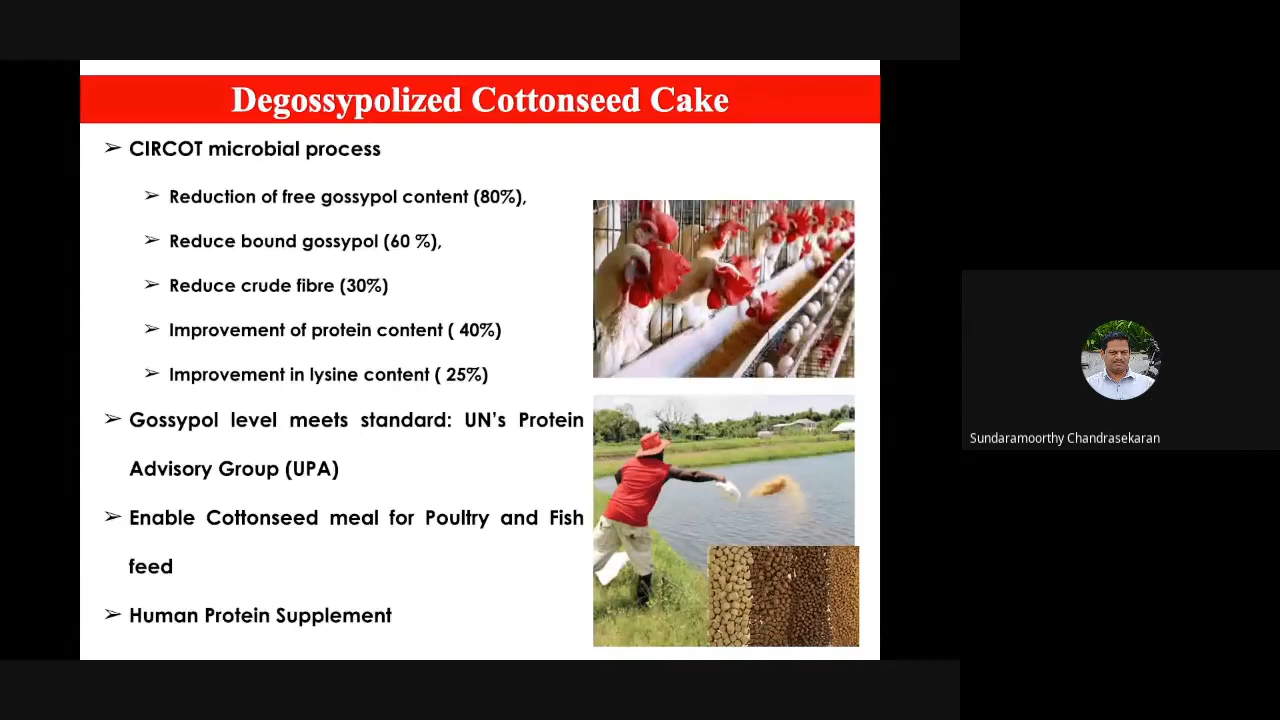 Degossypolized Cottonseed Cake
➢ CIRCOT microbial process
➢ Reduction of free gossypol content (80%),
➢ Reduce bound gossypol (60 %),
➢ Reduce crude fibre (30%)
➢ Improvement of protein content ( 40%)
➢ Improvement in lysine content ( 25%)
➢ Gossypol level meets standard: UN’s Protein
Advisory Group (UPA)
➢ Enable Cottonseed meal for Poultry and Fish
feed
➢ Human Protein Supplement
Sundaramoorthy Chandrasekaran